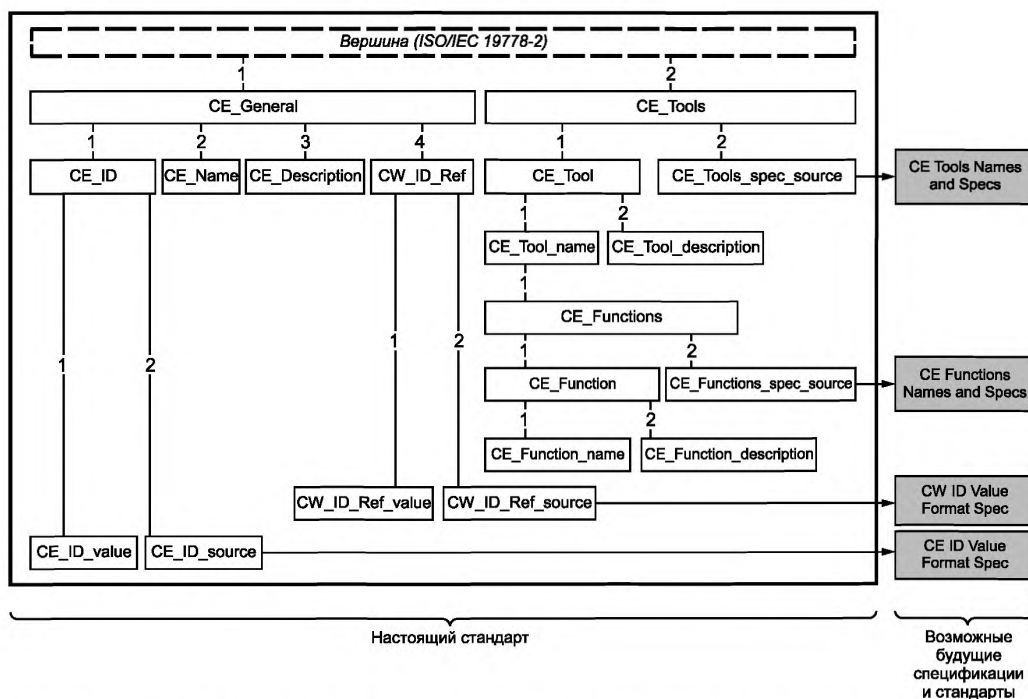 Вершина (ISO/IEC 19778-2)
1
2
CE_General
CE_Tools
1
2
3
4
1
2
CE_ID
CE_Name
CE_Description
CW_ID_Ref
CE_Tool
CE_Tools_spec_source
CE Tools Names
and Specs
1
2
CE_Tool_name
CE_Tool_description
1
CE_Functions
1
2
1
2
1
2
CE_Function
CE_Functions_spec_source
CE Functions
Names and Specs
1
2
CE_Function_name
CE_Function_description
CW_ID_Ref_value
CW_ID_Ref_source
CW ID Value
Format Spec
CE_ID_value
CE_ID_source
CE ID Value
Format Spec
Настоящий стандарт
Возможные
будущие
спецификации
и стандарты